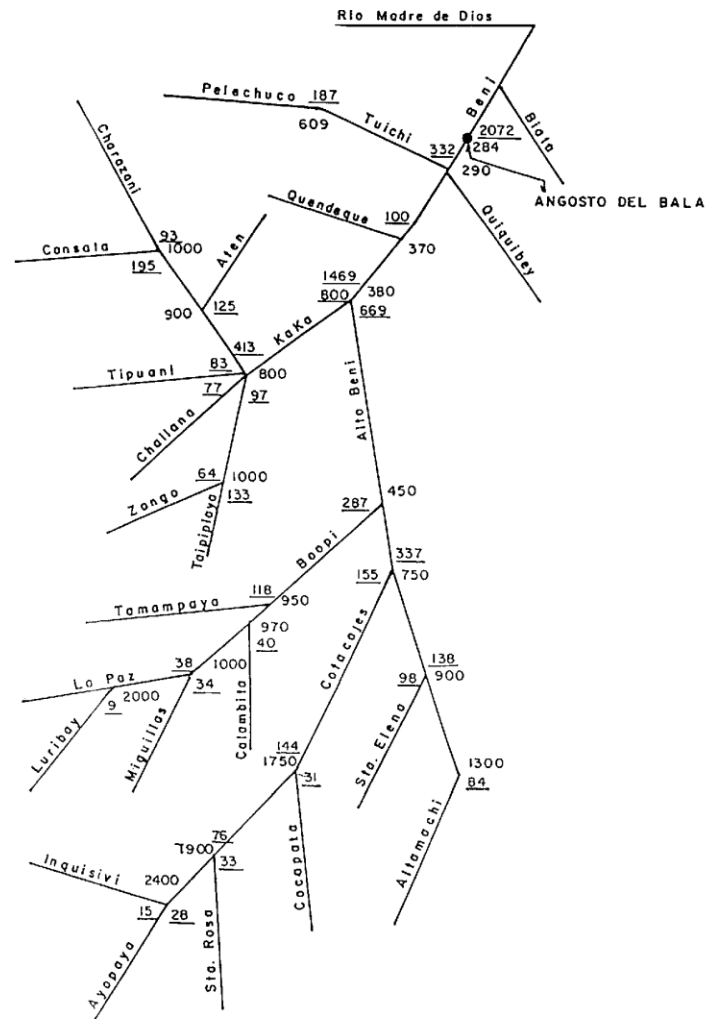 Rio Madre de Dios
Beni
Pelechuco
187
609
Tuichi
Biata
2072
284
332
290
ANGOSTO DEL BALA
Charazani
Quendeque
100
370
Quiquibey
Aten
93
1000
Consata
195
900
125
1469
800
380
669
KaKa
413
83
800
Tipuani
77
97
Challana
Alto Beni
64
1000
133
Zongo
Taipiplaya
450
287
Boopi
337
750
155
118
950
Tamampaya
970
40
Cotacajes
38
1000
34
La Paz
2000
9
Luribay
Miguillas
Calambita
138
900
98
Sta. Elena
144
1750
31
1300
84
Altamachi
Cocapata
76
1900
33
Inquisivi
2400
15
28
Sta. Rosa
Ayopaya